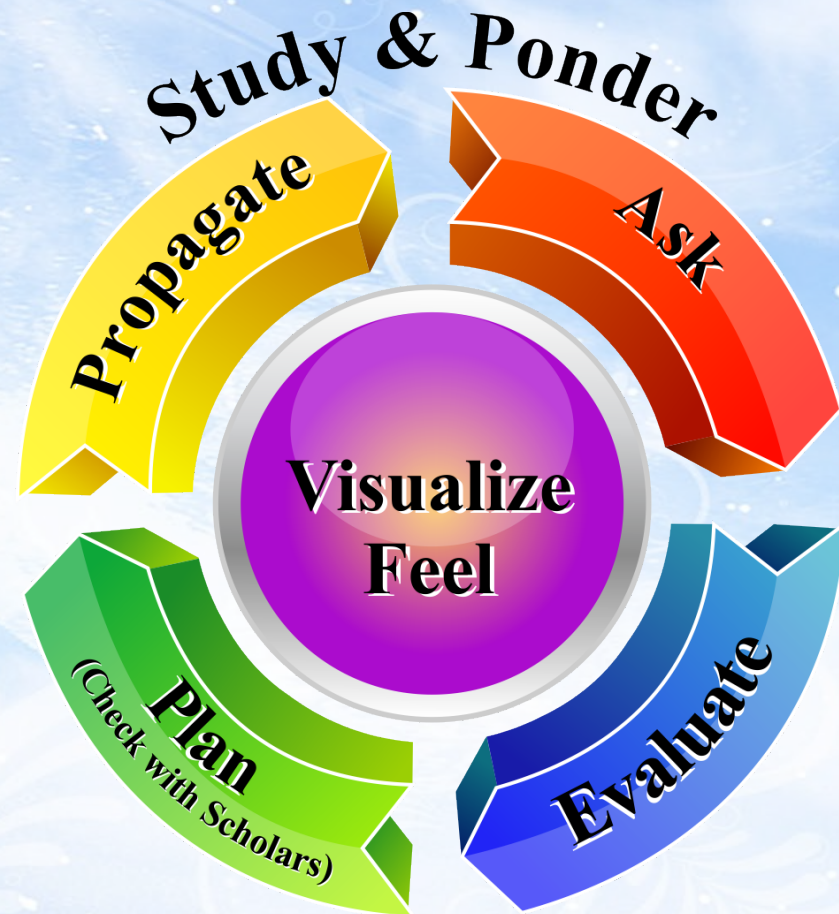 Study & Ponder
Ask
Evaluate
Plan
(Check with Scholars)
Propagate
Visualize
Feel